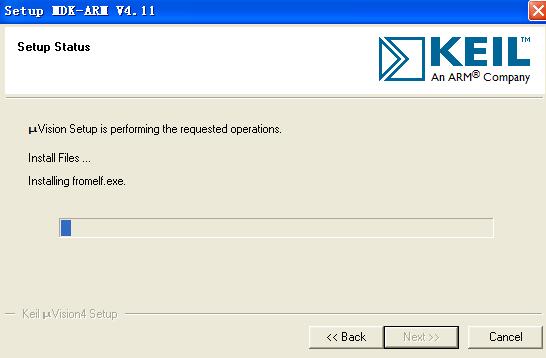 Setup MDK-ARM V4.11
Setup Status
KEIL™
An ARM® Company
µVision Setup is performing the requested operations.
Install Files ...
Installing fromelf.exe.
Keil µVision4 Setup
<< Back
Next >>
Cancel